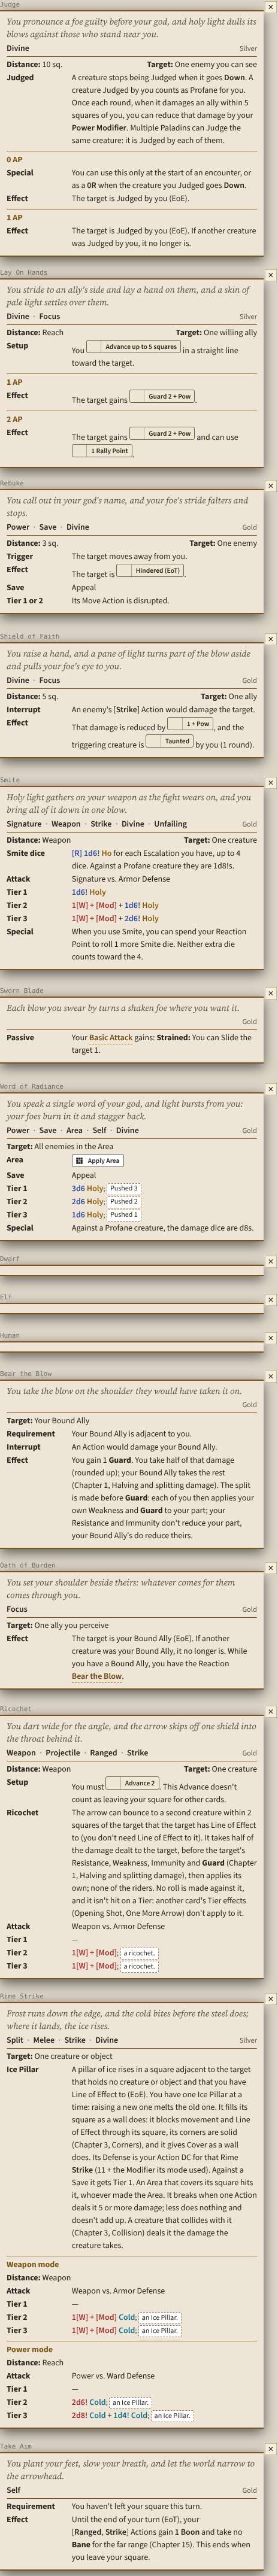 Judge
You pronounce a foe guilty before your god, and holy light dulls its
blows against those who stand near you.
Divine Silver
Distance: 10 sq. Target: One enemy you can see
Judged A creature stops being Judged when it goes Down. A
creature Judged by you counts as Profane for you.
Once each round, when it damages an ally within 5
squares of you, you can reduce that damage by your
Power Modifier. Multiple Paladins can Judge the
same creature: it is Judged by each of them.
0 AP
Special You can use this only at the start of an encounter, or
as a 0R when the creature you Judged goes Down.
Effect The target is Judged by you (EoE).
1 AP
Effect The target is Judged by you (EoE). If another creature
was Judged by you, it no longer is.
Lay On Hands
You stride to an ally's side and lay a hand on them, and a skin of
pale light settles over them.
Divine · Focus Silver
Distance: Reach Target: One willing ally
Setup You Advance up to 5 squares in a straight line
toward the target.
1 AP
Effect The target gains Guard 2 + Pow.
2 AP
Effect The target gains Guard 2 + Pow and can use
1 Rally Point.
Rebuke
You call out in your god's name, and your foe's stride falters and
stops.
Power · Save · Divine Gold
Distance: 3 sq. Target: One enemy
Trigger The target moves away from you.
Effect The target is Hindered (EoT).
Save Appeal
Tier 1 or 2 Its Move Action is disrupted.
Shield of Faith
You raise a hand, and a pane of light turns part of the blow aside
and pulls your foe's eye to you.
Divine · Focus Gold
Distance: 5 sq. Target: One ally
Interrupt An enemy's [Strike] Action would damage the target.
Effect That damage is reduced by 1 + Pow, and the
triggering creature is Taunted by you (1 round).
Smite
Holy light gathers on your weapon as the fight wears on, and you
bring all of it down in one blow.
Signature · Weapon · Strike · Divine · Unfailing Gold
Distance: Weapon Target: One creature
Smite dice [R] 1d6! Ho for each Escalation you have, up to 4
dice. Against a Profane creature they are 1d8!s.
Attack Signature vs. Armor Defense
Tier 1 1d6! Holy
Tier 2 1[W] + [Mod] + 1d6! Holy
Tier 3 1[W] + [Mod] + 2d6! Holy
Special When you use Smite, you can spend your Reaction
Point to roll 1 more Smite die. Neither extra die
counts toward the 4.
Sworn Blade
Each blow you swear by turns a shaken foe where you want it.
Gold
Passive Your Basic Attack gains: Strained: You can Slide the
target 1.
Word of Radiance
You speak a single word of your god, and light bursts from you:
your foes burn in it and stagger back.
Power · Save · Area · Self · Divine Gold
Target: All enemies in the Area
Area Apply Area
Save Appeal
Tier 1 3d6 Holy; Pushed 3
Tier 2 2d6 Holy; Pushed 2
Tier 3 1d6 Holy; Pushed 1
Special Against a Profane creature, the damage dice are d8s.
Dwarf
Elf
Human
Bear the Blow
You take the blow on the shoulder they would have taken it on.
Gold
Target: Your Bound Ally
Requirement Your Bound Ally is adjacent to you.
Interrupt An Action would damage your Bound Ally.
Effect You gain 1 Guard. You take half of that damage
(rounded up); your Bound Ally takes the rest
(Chapter 1, Halving and splitting damage). The split
is made before Guard: each of you then applies your
own Weakness and Guard to your part; your
Resistance and Immunity don't reduce your part,
your Bound Ally's do reduce theirs.
Oath of Burden
You set your shoulder beside theirs: whatever comes for them
comes through you.
Focus Gold
Target: One ally you perceive
Effect The target is your Bound Ally (EoE). If another
creature was your Bound Ally, it no longer is. While
you have a Bound Ally, you have the Reaction
Bear the Blow.
Ricochet
You dart wide for the angle, and the arrow skips off one shield into
the throat behind it.
Weapon · Projectile · Ranged · Strike Gold
Distance: Weapon Target: One creature
Setup You must Advance 2. This Advance doesn't
count as leaving your square for other cards.
Ricochet The arrow can bounce to a second creature within 2
squares of the target that the target has Line of Effect
to (you don't need Line of Effect to it). It takes half of
the damage dealt to the target, before the target's
Resistance, Weakness, Immunity and Guard (Chapter
1, Halving and splitting damage), then applies its
own; none of the riders. No roll is made against it,
and it isn't hit on a Tier: another card's Tier effects
(Opening Shot, One More Arrow) don't apply to it.
Attack Weapon vs. Armor Defense
Tier 1 —
Tier 2 1[W] + [Mod]; a ricochet.
Tier 3 1[W] + [Mod]; a ricochet.
Rime Strike
Frost runs down the edge, and the cold bites before the steel does;
where it lands, the ice rises.
Split · Melee · Strike · Divine Silver
Target: One creature or object
Ice Pillar A pillar of ice rises in a square adjacent to the target
that holds no creature or object and that you have
Line of Effect to (EoE). You have one Ice Pillar at a
time: raising a new one melts the old one. It fills its
square as a wall does: it blocks movement and Line
of Effect through its square, its corners are solid
(Chapter 3, Corners), and it gives Cover as a wall
does. Its Defense is your Action DC for that Rime
Strike (11 + the Modifier its mode used). Against a
Save it gets Tier 1. An Area that covers its square hits
it, whoever made the Area. It breaks when one Action
deals it 5 or more damage; less does nothing and
doesn't add up. A creature that collides with it
(Chapter 3, Collision) deals it the damage the
creature takes.
Weapon mode
Distance: Weapon
Attack Weapon vs. Armor Defense
Tier 1 —
Tier 2 1[W] + [Mod] Cold; an Ice Pillar.
Tier 3 1[W] + [Mod] Cold; an Ice Pillar.
Power mode
Distance: Reach
Attack Power vs. Ward Defense
Tier 1 —
Tier 2 2d6! Cold; an Ice Pillar.
Tier 3 2d8! Cold + 1d4! Cold; an Ice Pillar.
Take Aim
You plant your feet, slow your breath, and let the world narrow to
the arrowhead.
Self Gold
Requirement You haven't left your square this turn.
Effect Until the end of your turn (EoT), your
[Ranged, Strike] Actions gain 1 Boon and take no
Bane for the far range (Chapter 15). This ends when
you leave your square.